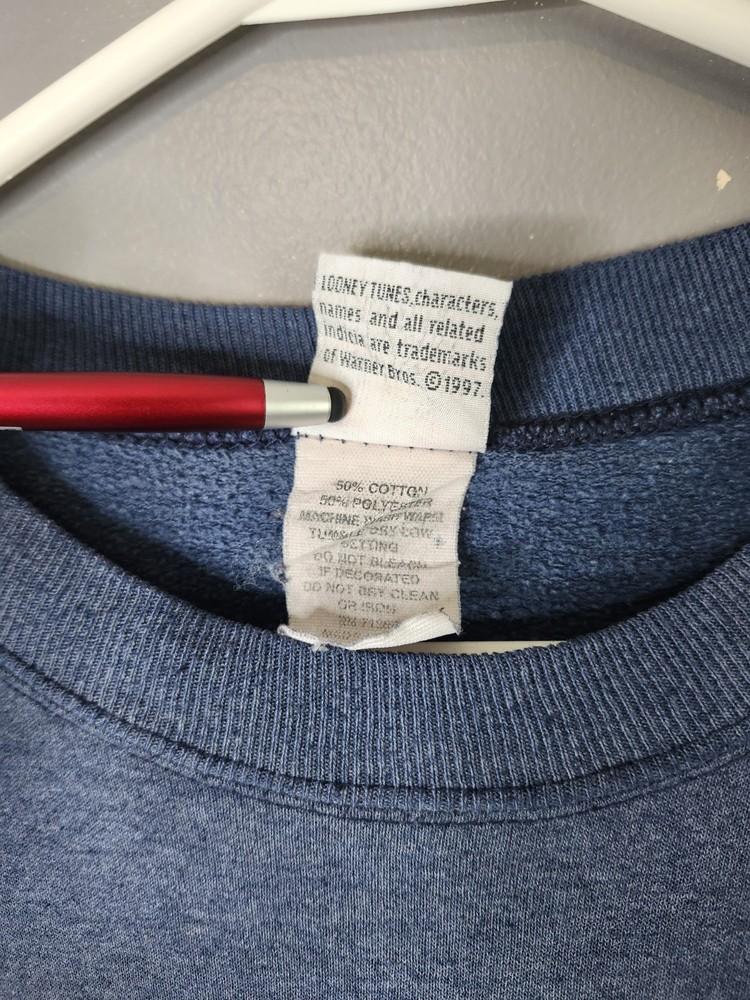 LOONEY TUNES, characters,
names and all related
indicia are trademarks
of Warner Bros. ©1997.
50% COTTON
50% POLYESTER
MACHINE WASH WARM
TUMBLE DRY LOW
SETTING
DO NOT BLEACH
IF DECORATED
DO NOT DRY CLEAN
OR IRON
RN